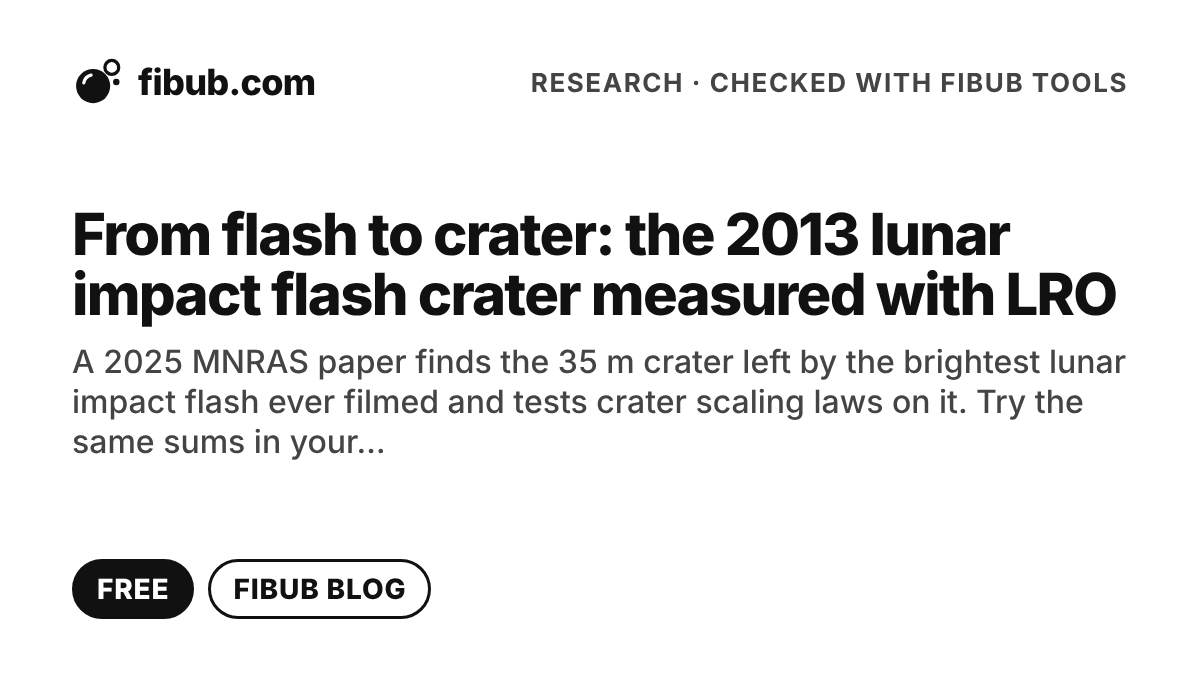 fibub.com
RESEARCH · CHECKED WITH FIBUB TOOLS
From flash to crater: the 2013 lunar
impact flash crater measured with LRO
A 2025 MNRAS paper finds the 35 m crater left by the brightest lunar
impact flash ever filmed and tests crater scaling laws on it. Try the
same sums in your...
FREE
FIBUB BLOG